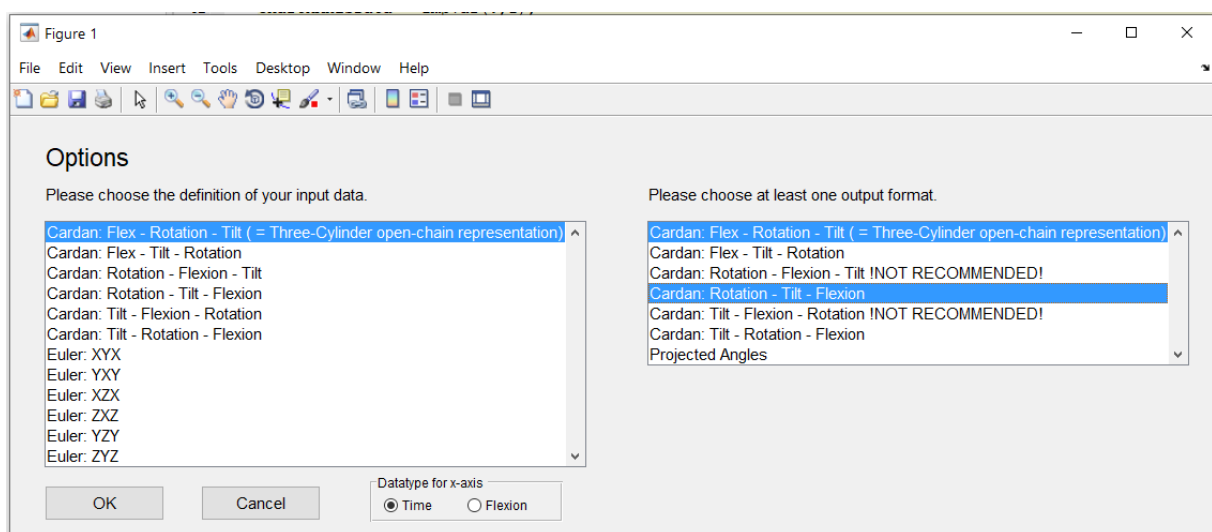 Figure 1
File Edit View Insert Tools Desktop Window Help
Options
Please choose the definition of your input data.
Cardan: Flex - Rotation - Tilt ( = Three-Cylinder open-chain representation)
Cardan: Flex - Tilt - Rotation
Cardan: Rotation - Flexion - Tilt
Cardan: Rotation - Tilt - Flexion
Cardan: Tilt - Flexion - Rotation
Cardan: Tilt - Rotation - Flexion
Euler: XYX
Euler: YXY
Euler: XZX
Euler: ZXZ
Euler: YZY
Euler: ZYZ
OK Cancel
Datatype for x-axis
Time Flexion
Please choose at least one output format.
Cardan: Flex - Rotation - Tilt ( = Three-Cylinder open-chain representation)
Cardan: Flex - Tilt - Rotation
Cardan: Rotation - Flexion - Tilt !NOT RECOMMENDED!
Cardan: Rotation - Tilt - Flexion
Cardan: Tilt - Flexion - Rotation !NOT RECOMMENDED!
Cardan: Tilt - Rotation - Flexion
Projected Angles